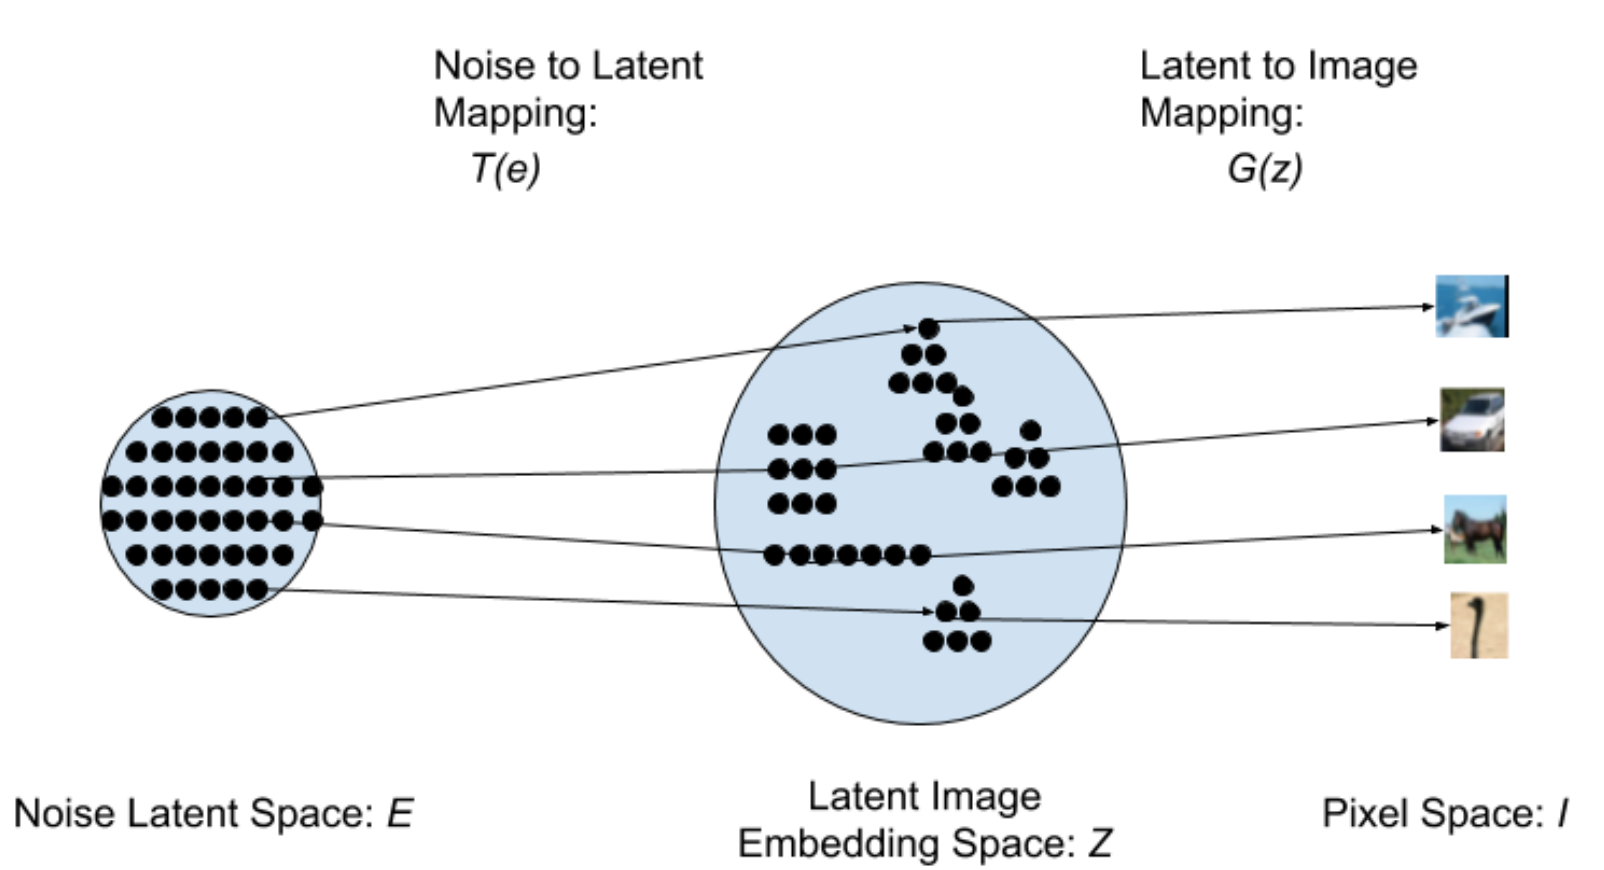 Noise to Latent
Mapping:
T(e)
Latent to Image
Mapping:
G(z)
Noise Latent Space: E
Latent Image
Embedding Space: Z
Pixel Space: I